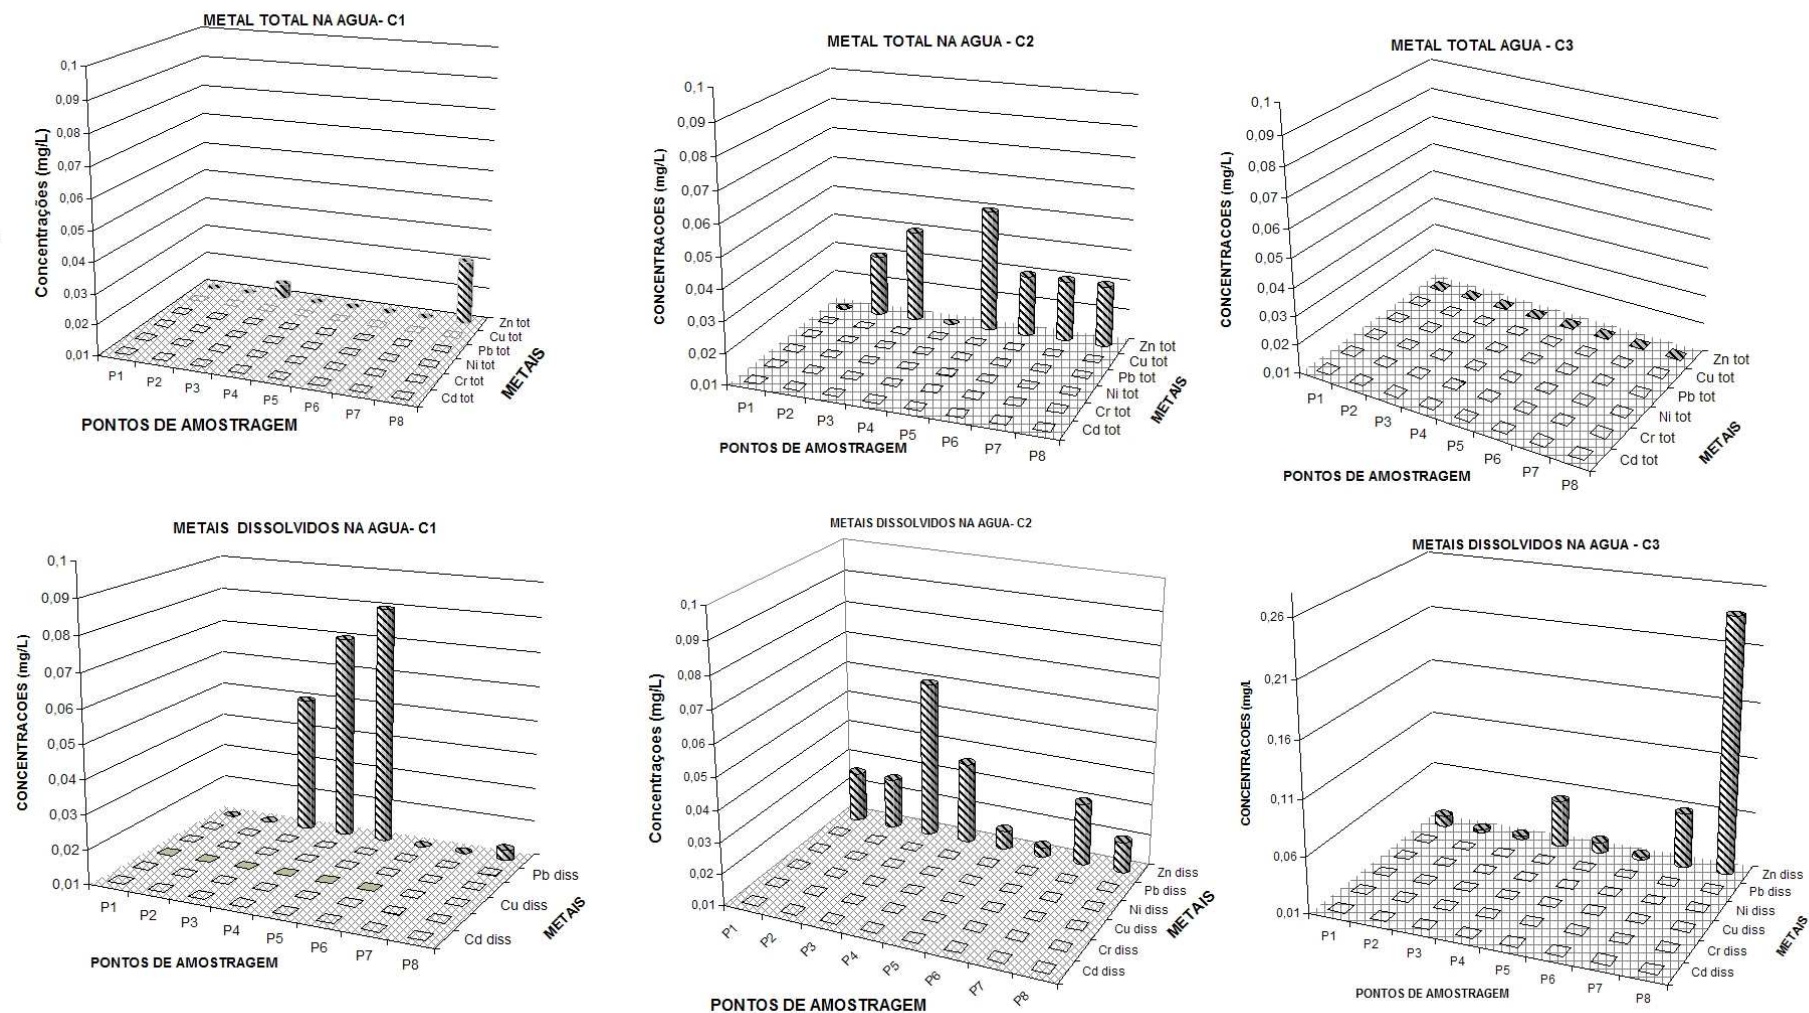 METAL TOTAL NA AGUA- C1
Concentrações (mg/L)
0,1
0,09
0,08
0,07
0,06
0,05
0,04
0,03
0,02
0,01
P1
P2
P3
P4
P5
P6
P7
P8
Zn tot
Cu tot
Pb tot
Ni tot
Cr tot
Cd tot
METAIS
PONTOS DE AMOSTRAGEM
METAL TOTAL NA AGUA - C2
CONCENTRACOES (mg/L)
0,1
0,09
0,08
0,07
0,06
0,05
0,04
0,03
0,02
0,01
P1
P2
P3
P4
P5
P6
P7
P8
Zn tot
Cu tot
Pb tot
Ni tot
Cr tot
Cd tot
METAIS
PONTOS DE AMOSTRAGEM
METAL TOTAL AGUA - C3
CONCENTRACOES (mg/L)
0,1
0,09
0,08
0,07
0,06
0,05
0,04
0,03
0,02
0,01
P1
P2
P3
P4
P5
P6
P7
P8
Zn tot
Cu tot
Pb tot
Ni tot
Cr tot
Cd tot
METAIS
PONTOS DE AMOSTRAGEM
METAIS DISSOLVIDOS NA AGUA- C1
CONCENTRACOES (mg/L)
0,1
0,09
0,08
0,07
0,06
0,05
0,04
0,03
0,02
0,01
P1
P2
P3
P4
P5
P6
P7
P8
Pb diss
Cu diss
Cd diss
METAIS
PONTOS DE AMOSTRAGEM
METAIS DISSOLVIDOS NA AGUA- C2
Concentraçoes (mg/L)
0,1
0,09
0,08
0,07
0,06
0,05
0,04
0,03
0,02
0,01
P1
P2
P3
P4
P5
P6
P7
P8
Zn diss
Pb diss
Ni diss
Cu diss
Cr diss
Cd diss
METAIS
PONTOS DE AMOSTRAGEM
METAIS DISSOLVIDOS NA AGUA - C3
CONCENTRACOES (mg/L
0,26
0,21
0,16
0,11
0,06
0,01
P1
P2
P3
P4
P5
P6
P7
P8
Zn diss
Pb diss
Ni diss
Cu diss
Cr diss
Cd diss
METAIS
PONTOS DE AMOSTRAGEM